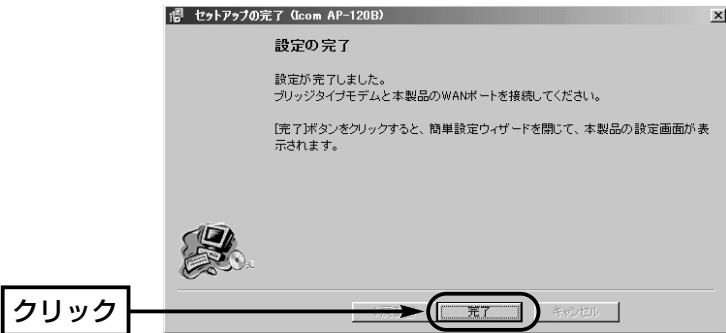 セットアップの完了 (Icom AP-120B)
設定の完了
設定が完了しました。
ブリッジタイプモデムと本製品のWANポートを接続してください。
[完了]ボタンをクリックすると、簡単設定ウィザードを閉じて、本製品の設定画面が表
示されます。
クリック
完了
キャンセル